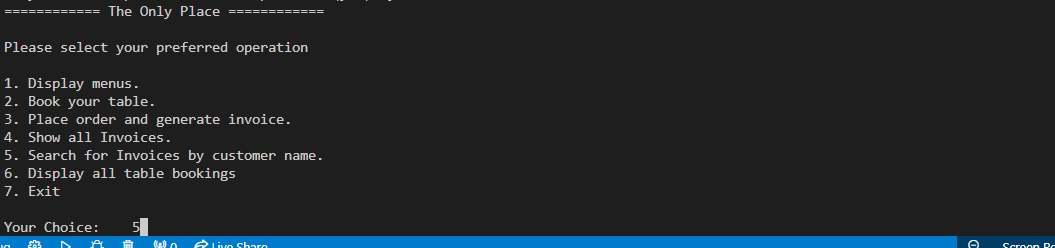 ============ The Only Place ============
Please select your preferred operation
1. Display menus.
2. Book your table.
3. Place order and generate invoice.
4. Show all Invoices.
5. Search for Invoices by customer name.
6. Display all table bookings
7. Exit
Your Choice:    5
0 Live Share